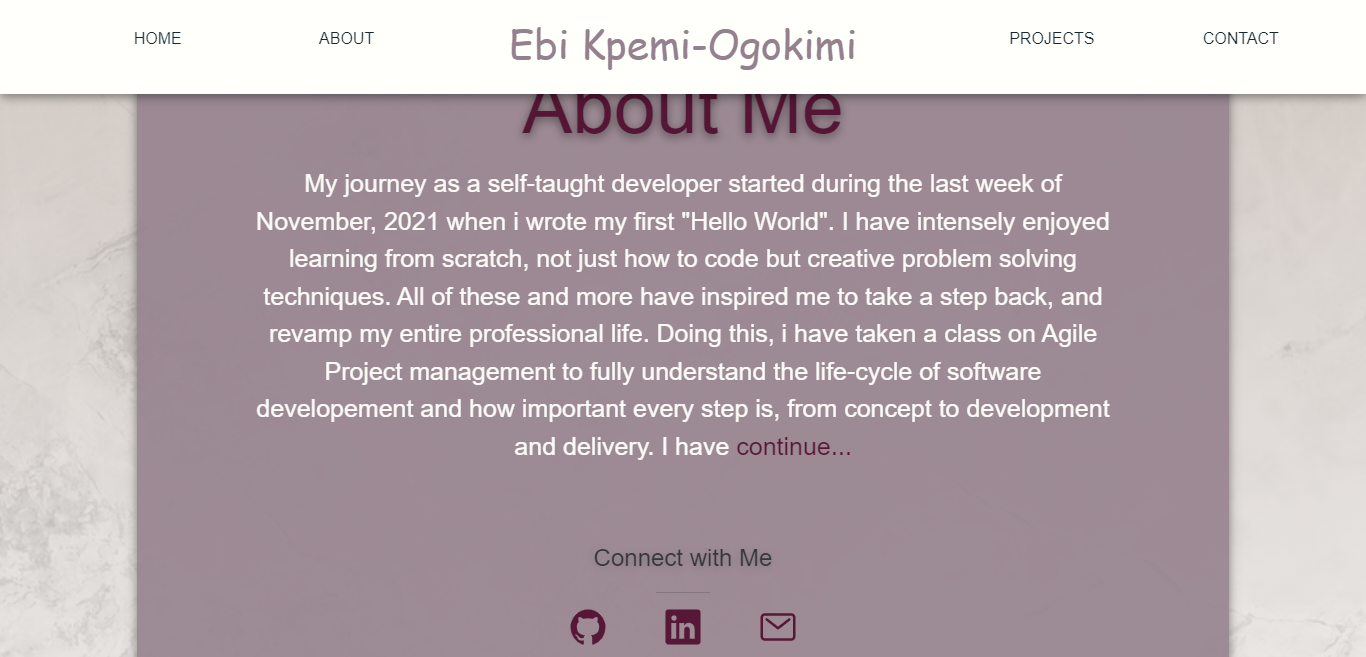 HOME ABOUT Ebi Kpemi-Ogokimi PROJECTS CONTACT
About Me
My journey as a self-taught developer started during the last week of
November, 2021 when i wrote my first "Hello World". I have intensely enjoyed
learning from scratch, not just how to code but creative problem solving
techniques. All of these and more have inspired me to take a step back, and
revamp my entire professional life. Doing this, i have taken a class on Agile
Project management to fully understand the life-cycle of software
developement and how important every step is, from concept to development
and delivery. I have continue...
Connect with Me
in